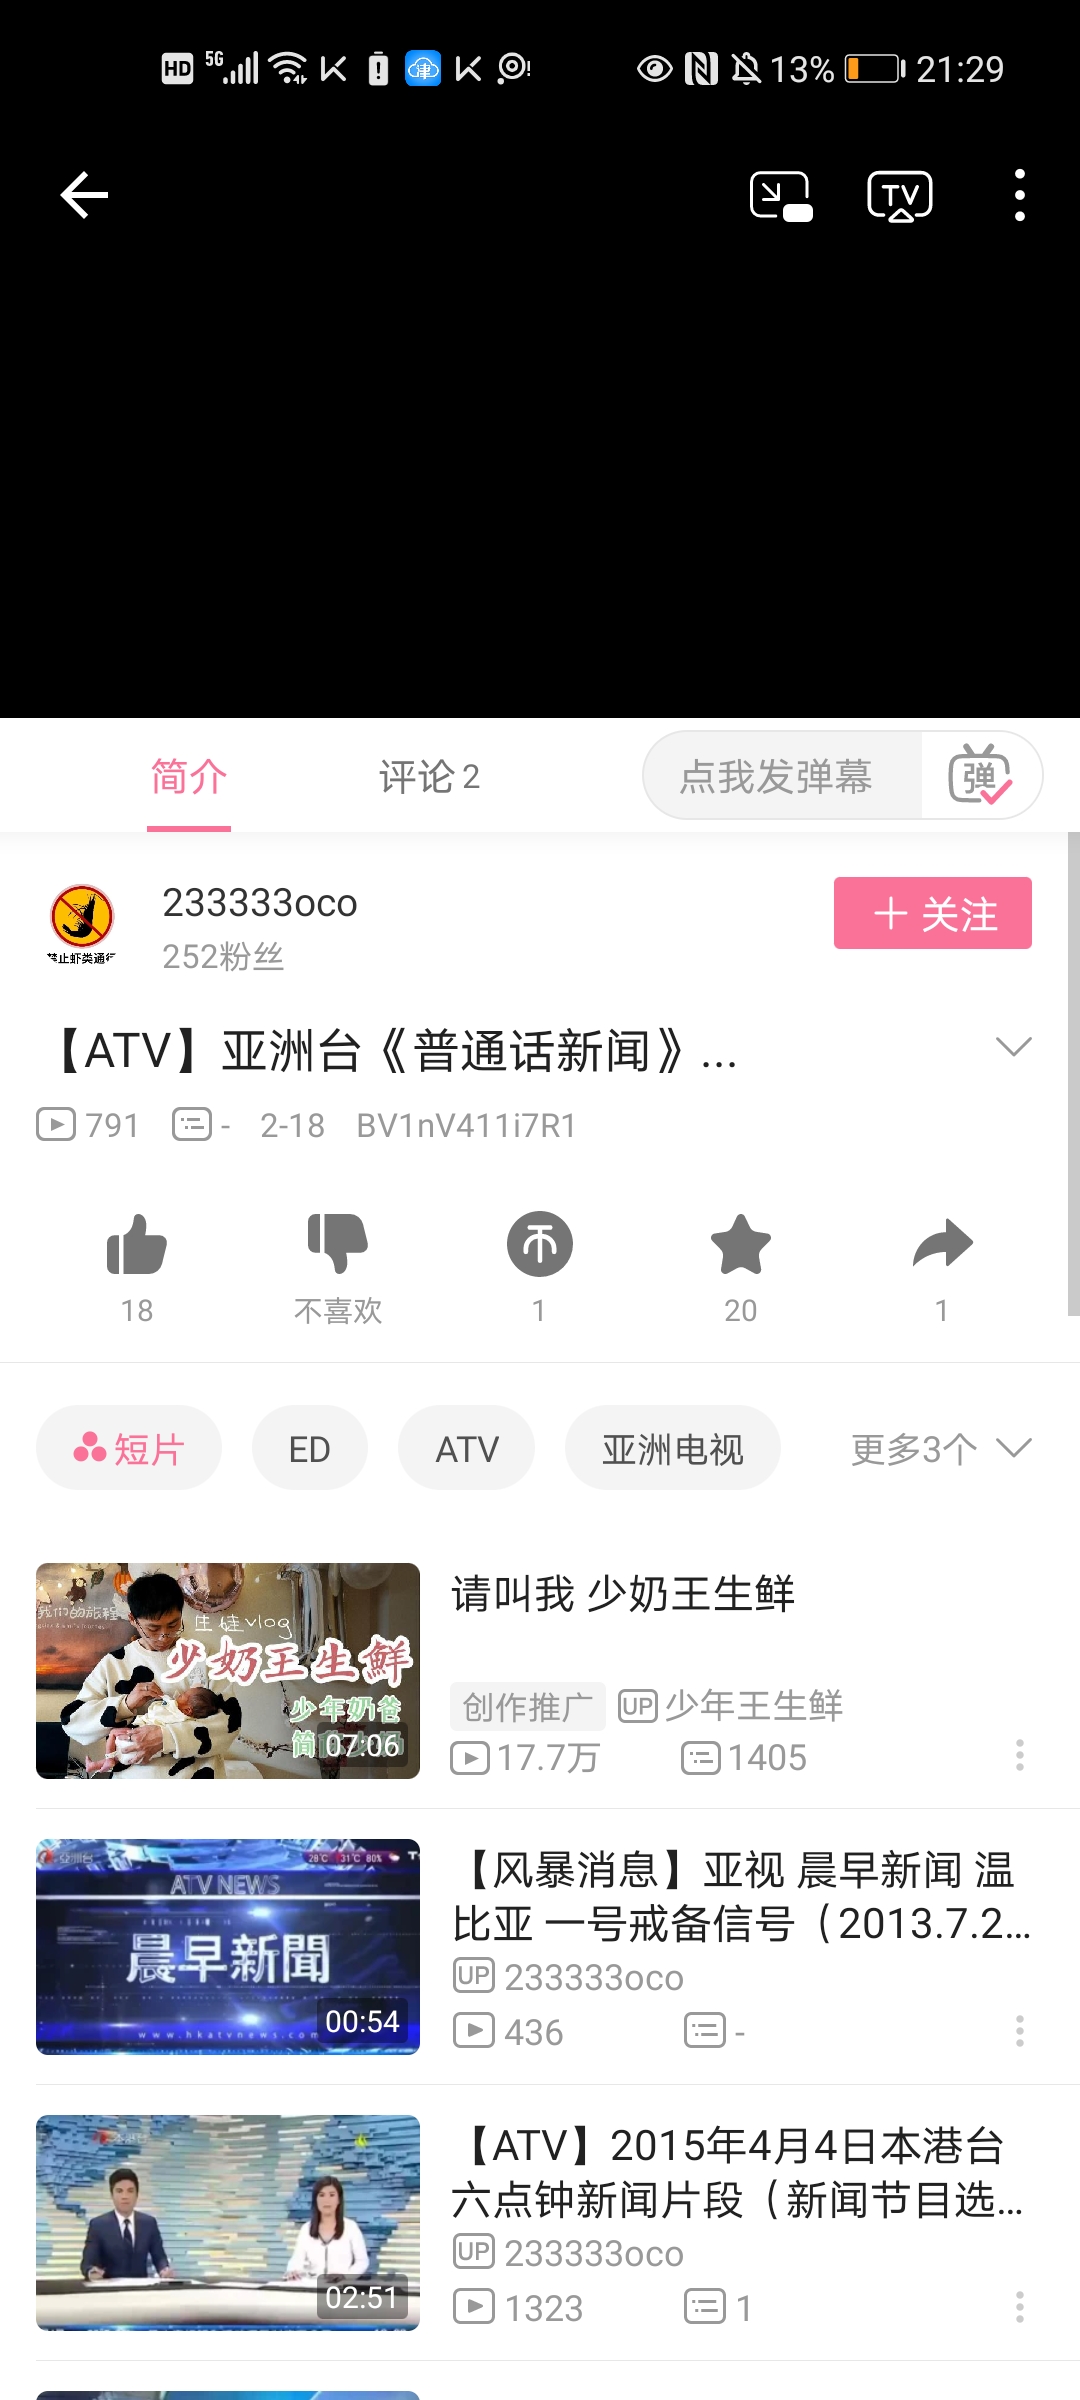 HD 5G 津 13% 21:29
TV
简介
评论 2
点我发弹幕
弹
233333oco
+ 关注
禁止虾类通行
252粉丝
【ATV】亚洲台《普通话新闻》...
791 - 2-18 BV1nV411i7R1
18 不喜欢 1 20 1
短片 ED ATV 亚洲电视 更多3个
我们的旅程
生娃vlog
少奶王生鲜
少年奶爸
07:06
请叫我 少奶王生鲜
创作推广 UP 少年王生鲜
17.7万 1405
亞洲台 28°C 31°C 80%
ATV NEWS
晨早新聞
www.hkatvnews.com
00:54
【风暴消息】亚视 晨早新闻 温
比亚 一号戒备信号（2013.7.2...
UP 233333oco
436 -
02:51
【ATV】2015年4月4日本港台
六点钟新闻片段（新闻节目选...
UP 233333oco
1323 1